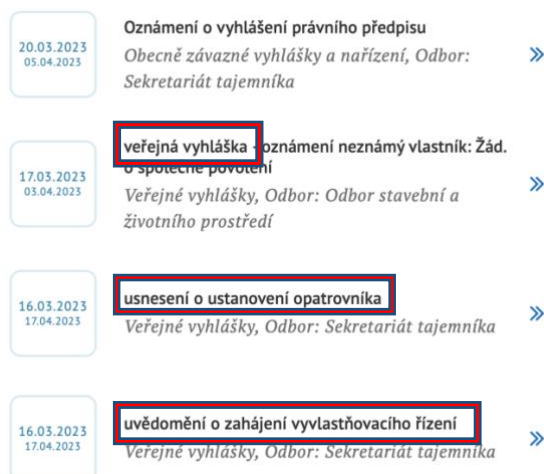 20.03.2023
05.04.2023
Oznámení o vyhlášení právního předpisu
Obecně závazné vyhlášky a nařízení, Odbor:
Sekretariát tajemníka
17.03.2023
03.04.2023
veřejná vyhláška - oznámení neznámý vlastník: Žád.
o společné povolení
Veřejné vyhlášky, Odbor: Odbor stavební a
životního prostředí
16.03.2023
17.04.2023
usnesení o ustanovení opatrovníka
Veřejné vyhlášky, Odbor: Sekretariát tajemníka
16.03.2023
17.04.2023
uvědomění o zahájení vyvlastňovacího řízení
Veřejné vyhlášky, Odbor: Sekretariát tajemníka